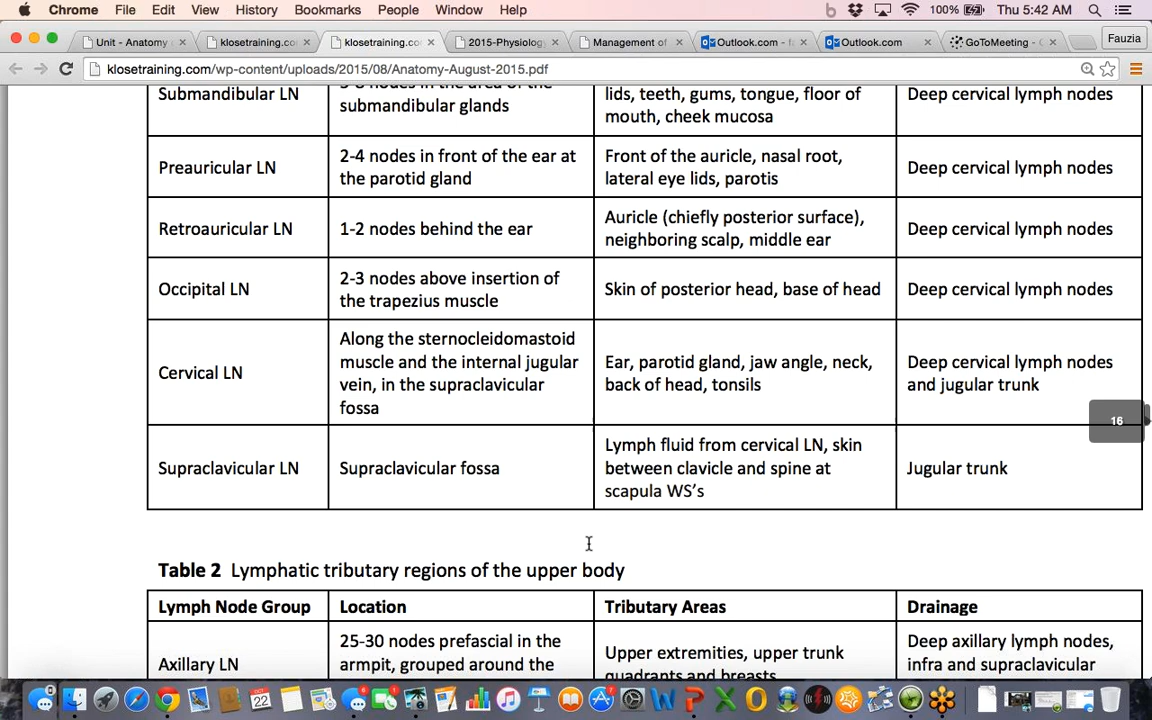 Chrome File Edit View History Bookmarks People Window Help 100% Thu 5:42 AM
Unit - Anatomy klosetraining.co klosetraining.co 2015-Physiology Management of Outlook.com - Outlook.com GoToMeeting - Fauzia
klosetraining.com/wp-content/uploads/2015/08/Anatomy-August-2015.pdf
Submandibular LN
in the area of the
submandibular glands
lids, teeth, gums, tongue, floor of
mouth, cheek mucosa
Deep cervical lymph nodes
Preauricular LN
2-4 nodes in front of the ear at
the parotid gland
Front of the auricle, nasal root,
lateral eye lids, parotis
Deep cervical lymph nodes
Retroauricular LN
1-2 nodes behind the ear
Auricle (chiefly posterior surface),
neighboring scalp, middle ear
Deep cervical lymph nodes
Occipital LN
2-3 nodes above insertion of
the trapezius muscle
Skin of posterior head, base of head
Deep cervical lymph nodes
Cervical LN
Along the sternocleidomastoid
muscle and the internal jugular
vein, in the supraclavicular
fossa
Ear, parotid gland, jaw angle, neck,
back of head, tonsils
Deep cervical lymph nodes
and jugular trunk
16
Supraclavicular LN
Supraclavicular fossa
Lymph fluid from cervical LN, skin
between clavicle and spine at
scapula WS's
Jugular trunk
Table 2 Lymphatic tributary regions of the upper body
Lymph Node Group Location Tributary Areas Drainage
Axillary LN
25-30 nodes prefascial in the
armpit, grouped around the
Upper extremities, upper trunk
quadrants and breasts
Deep axillary lymph nodes,
infra and supraclavicular